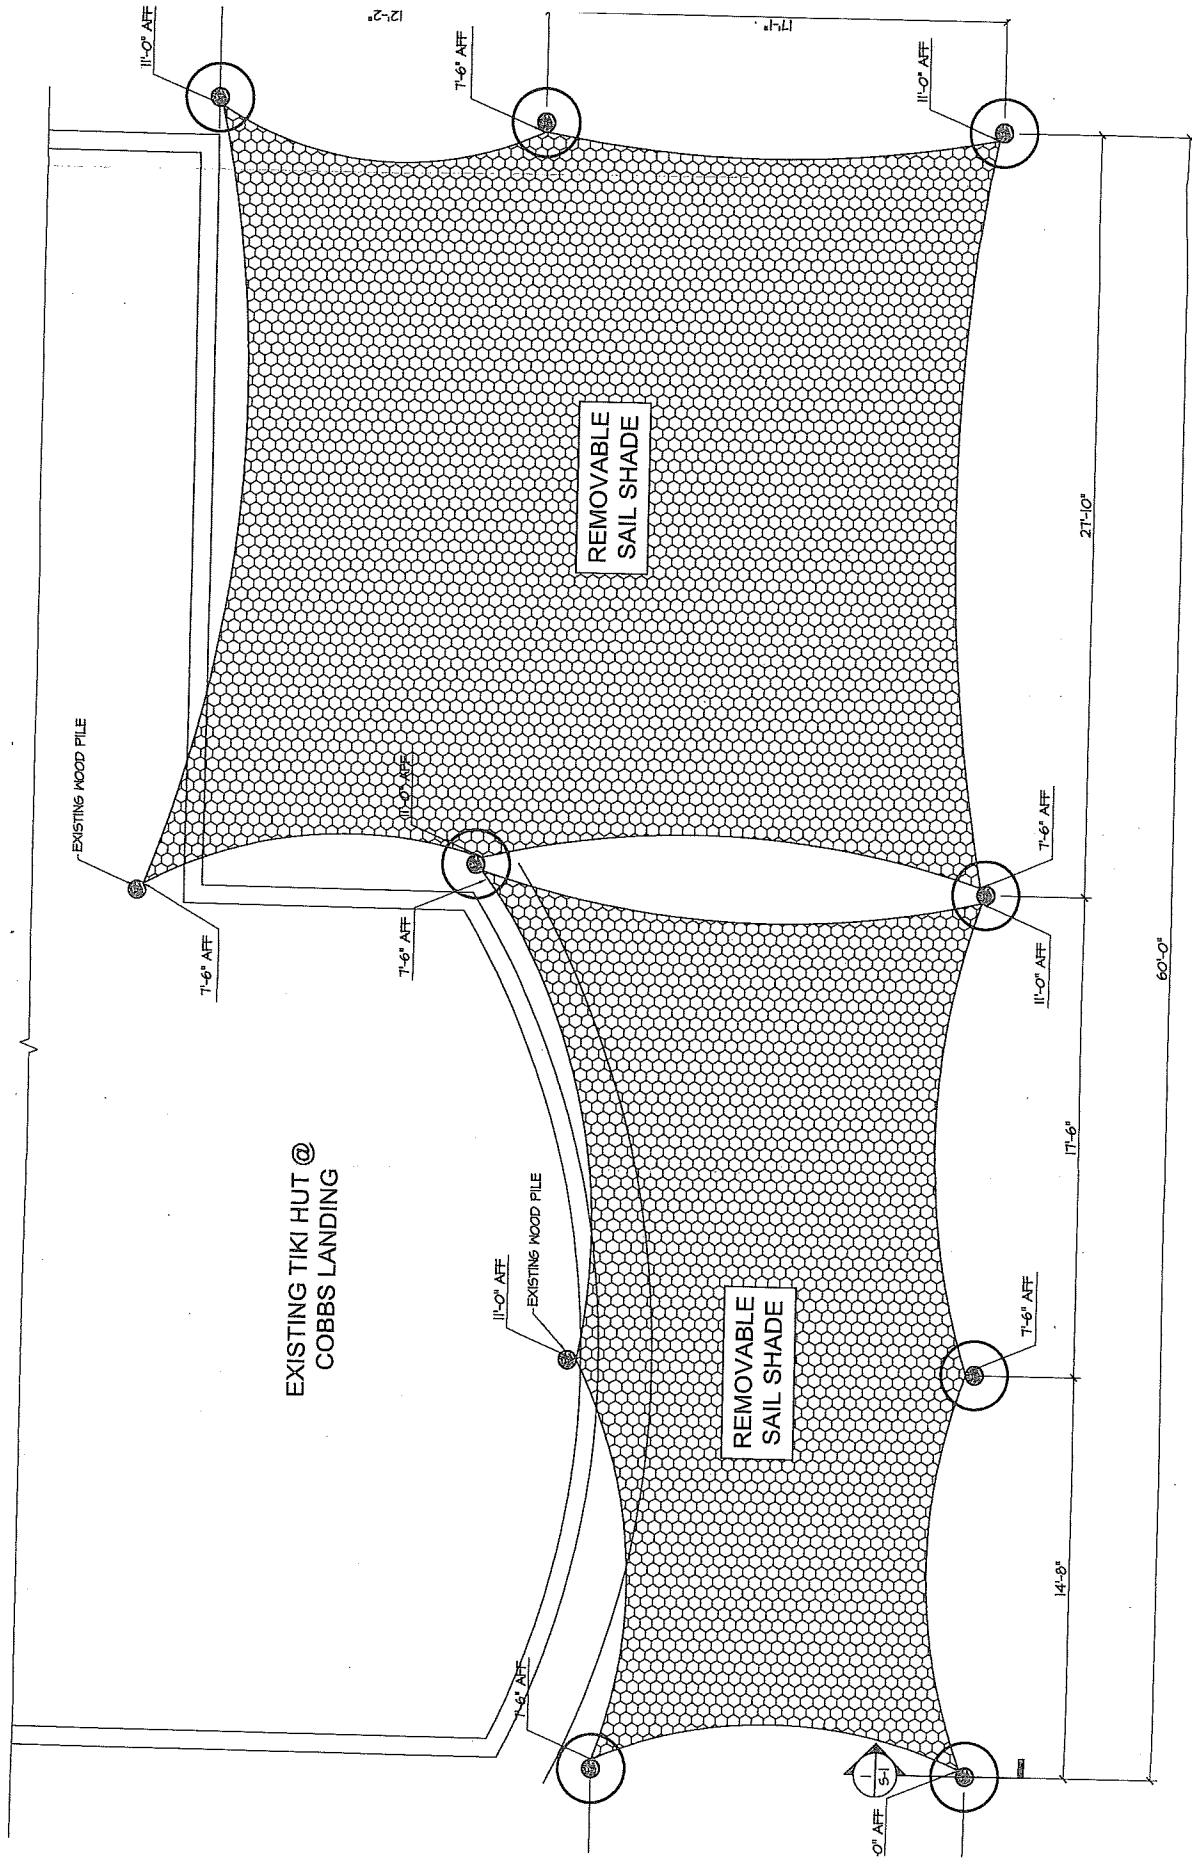 11'-0" AFF
12'-2"
7'-6" AFF
17'-1"
11'-0" AFF
EXISTING WOOD PILE
7'-6" AFF
11'-0" AFF
7'-6" AFF
REMOVABLE
SAIL SHADE
27'-10"
7'-6" AFF
11'-0" AFF
60'-0"
EXISTING TIKI HUT @
COBBS LANDING
11'-0" AFF
EXISTING WOOD PILE
17'-6"
7'-6" AFF
REMOVABLE
SAIL SHADE
14'-8"
7'-6" AFF
1
S-1
0" AFF